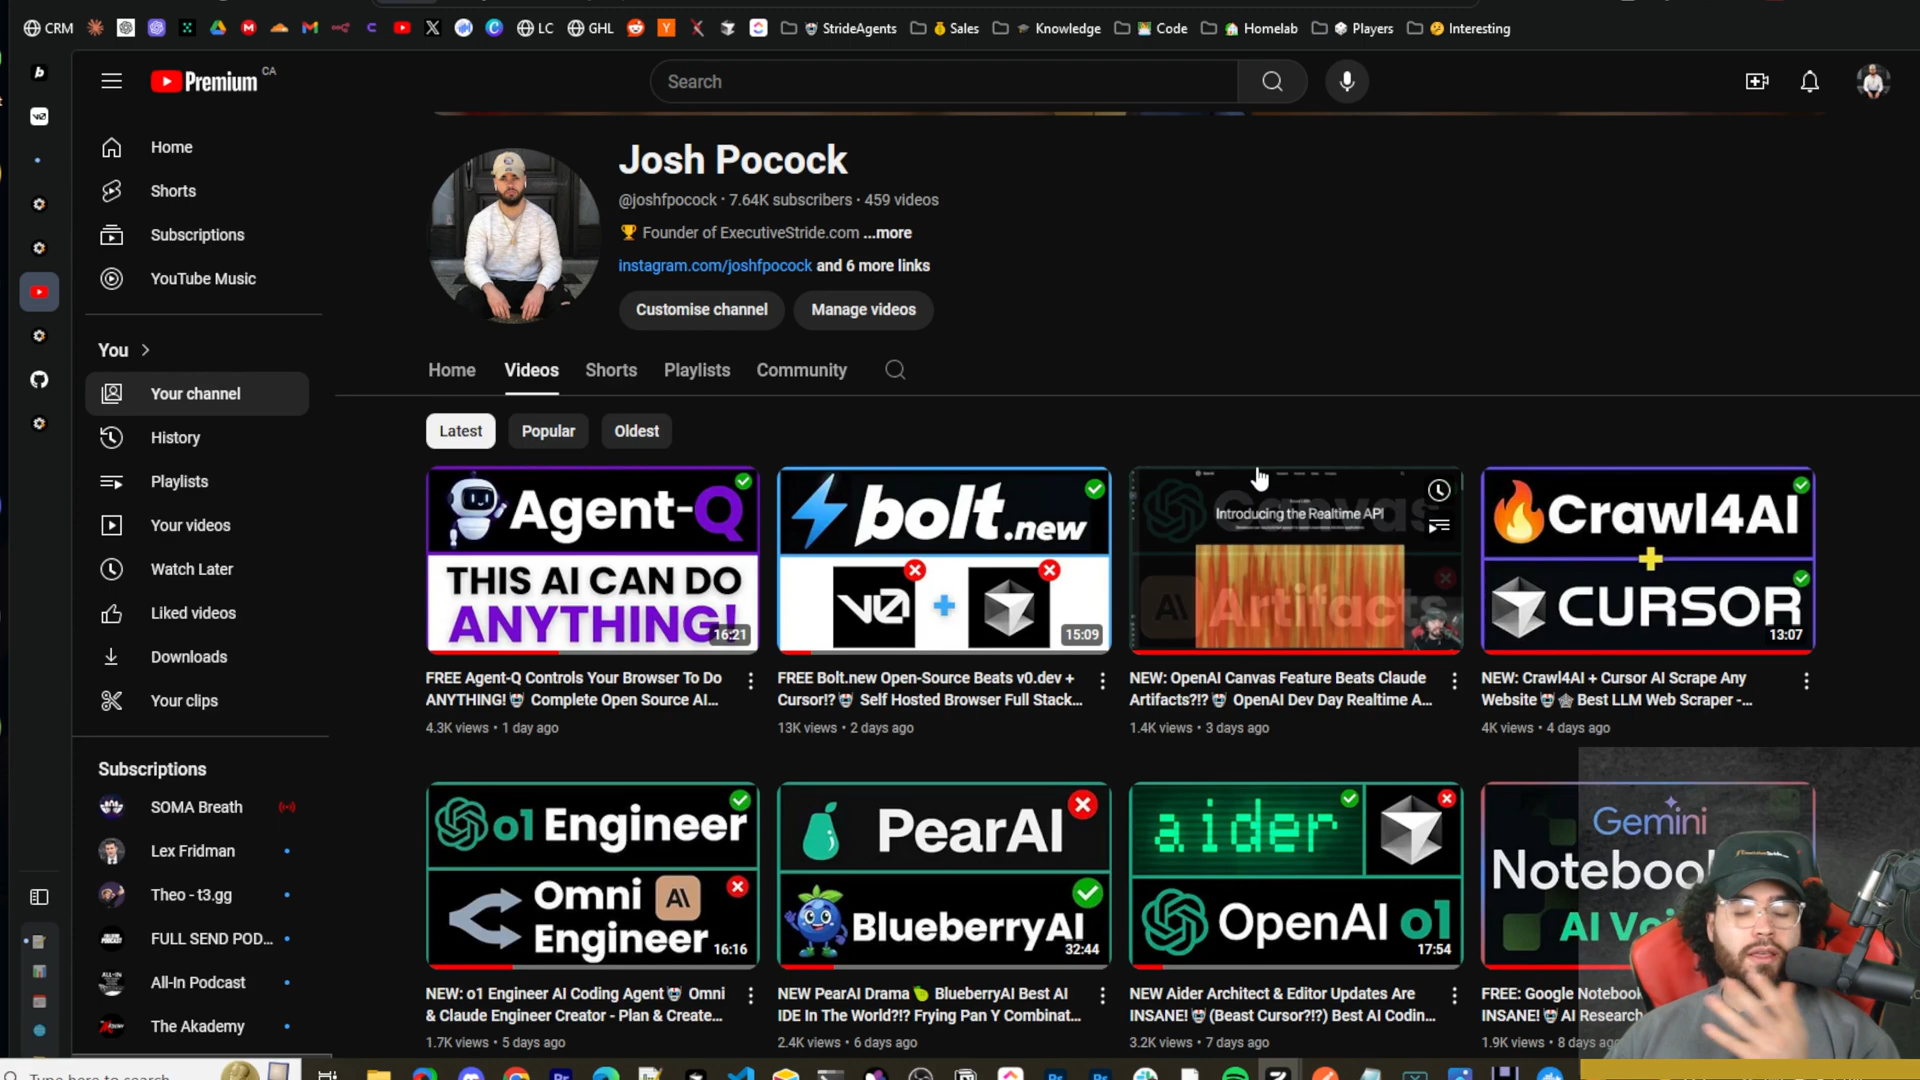 CRM
LC
GHL
StrideAgents
Sales
Knowledge
Code
Homelab
Players
Interesting
Premium CA
Search
Home
Shorts
Subscriptions
YouTube Music
You
Your channel
History
Playlists
Your videos
Watch Later
Liked videos
Downloads
Your clips
Subscriptions
SOMA Breath
Lex Fridman
Theo - t3.gg
FULL SEND POD...
All-In Podcast
The Akademy
Josh Pocock
@joshfpocock · 7.64K subscribers · 459 videos
🏆 Founder of ExecutiveStride.com ...more
instagram.com/joshfpocock and 6 more links
Customise channel
Manage videos
Home
Videos
Shorts
Playlists
Community
Latest
Popular
Oldest
Agent-Q
THIS AI CAN DO
ANYTHING!
16:21
FREE Agent-Q Controls Your Browser To Do
ANYTHING! Complete Open Source AI...
4.3K views · 1 day ago
bolt.new
v0 +
15:09
FREE Bolt.new Open-Source Beats v0.dev +
Cursor!? Self Hosted Browser Full Stack...
13K views · 2 days ago
Canvas
Introducing the Realtime API
Artifacts
NEW: OpenAI Canvas Feature Beats Claude
Artifacts?!? OpenAI Dev Day Realtime A...
1.4K views · 3 days ago
Crawl4AI
+
CURSOR
13:07
NEW: Crawl4AI + Cursor AI Scrape Any
Website Best LLM Web Scraper -...
4K views · 4 days ago
o1 Engineer
Omni AI
Engineer
16:16
NEW: o1 Engineer AI Coding Agent Omni
& Claude Engineer Creator - Plan & Create...
1.7K views · 5 days ago
PearAI
BlueberryAI
32:44
NEW PearAI Drama 🍐 BlueberryAI Best AI
IDE In The World?!? Frying Pan Y Combinat...
2.4K views · 6 days ago
aider
OpenAI o1
17:54
NEW Aider Architect & Editor Updates Are
INSANE! (Beast Cursor?!?) Best AI Codin...
3.2K views · 7 days ago
Gemini
Noteboo
AI Vo
FREE: Google Notebook
INSANE! AI Resear
1.9K views · 8 days
Type here to search